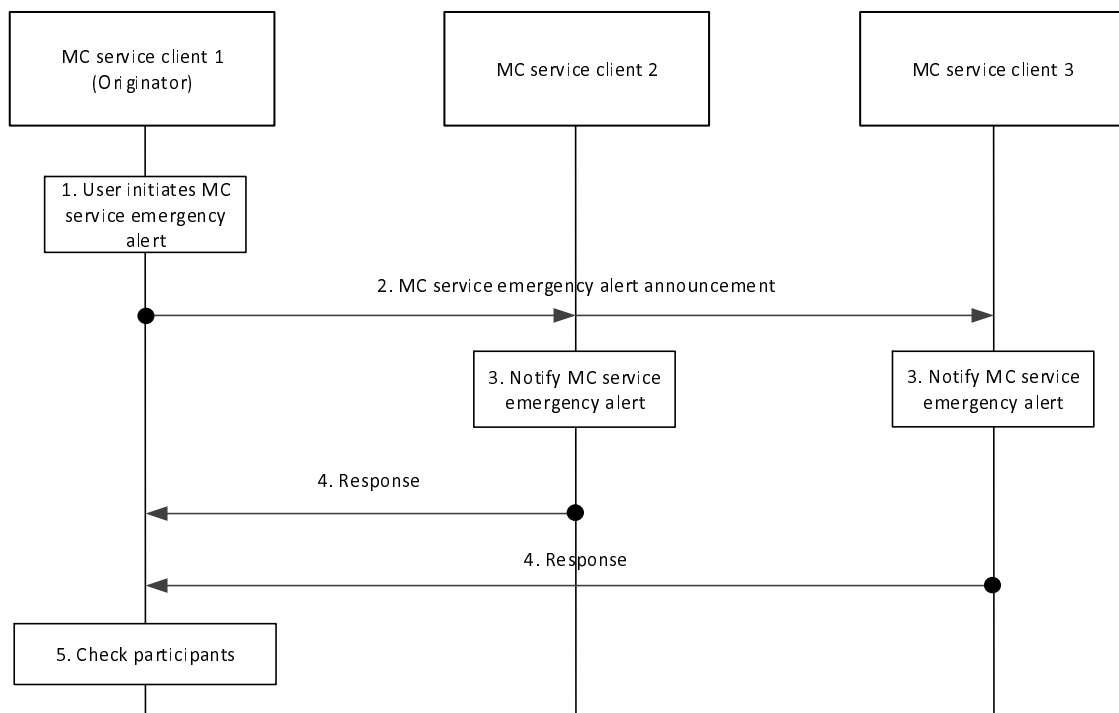 MC service client 1
(Originator)
MC service client 2
MC service client 3
1. User initiates MC
service emergency
alert
2. MC service emergency alert announcement
3. Notify MC service
emergency alert
3. Notify MC service
emergency alert
4. Response
4. Response
5. Check participants